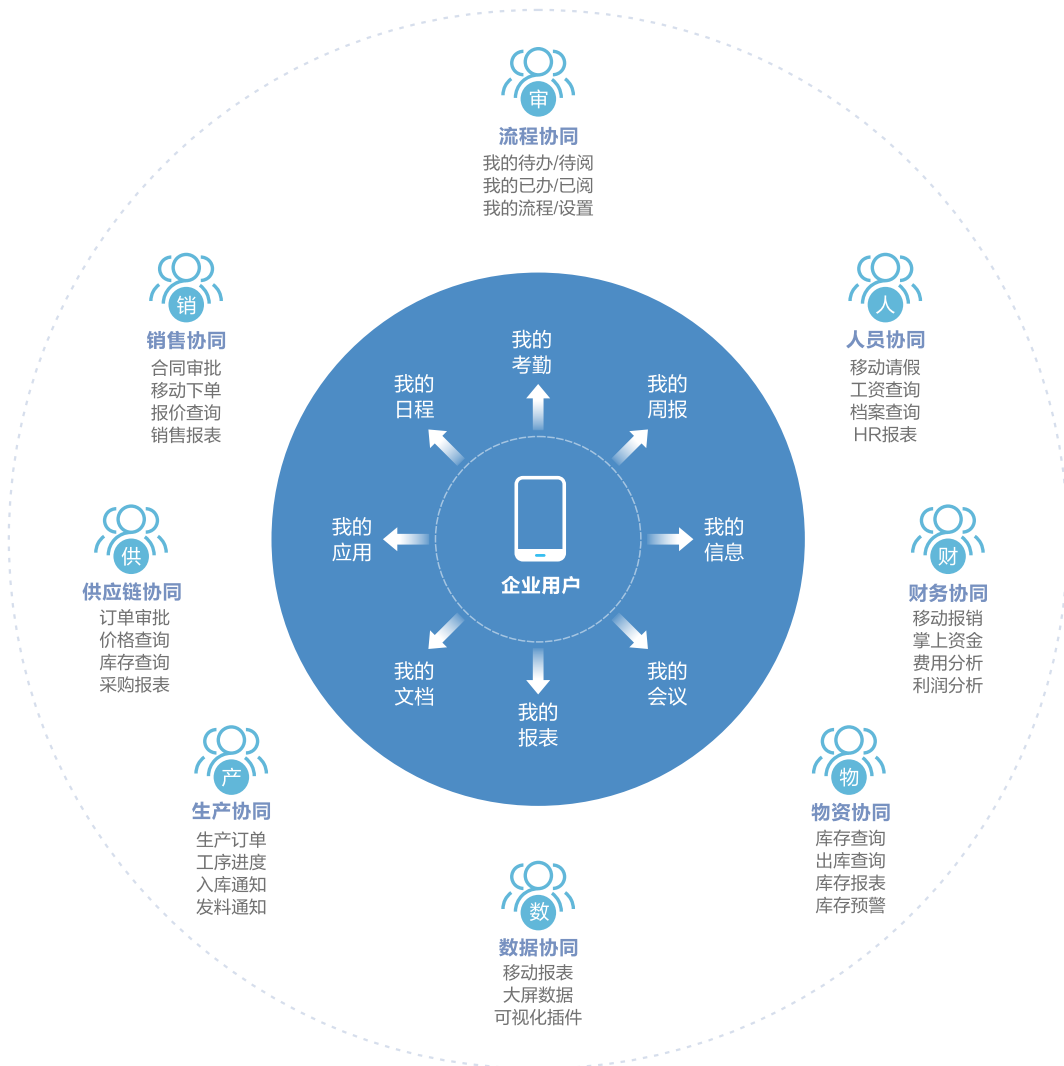 审
流程协同
我的待办/待阅
我的已办/已阅
我的流程/设置
销
销售协同
合同审批
移动下单
报价查询
销售报表
人
人员协同
移动请假
工资查询
档案查询
HR报表
我的
考勤
我的
日程
我的
周报
我的
应用
我的
信息
企业用户
我的
文档
我的
会议
我的
报表
供
供应链协同
订单审批
价格查询
库存查询
采购报表
财
财务协同
移动报销
掌上资金
费用分析
利润分析
产
生产协同
生产订单
工序进度
入库通知
发料通知
物
物资协同
库存查询
出库查询
库存报表
库存预警
数
数据协同
移动报表
大屏数据
可视化插件